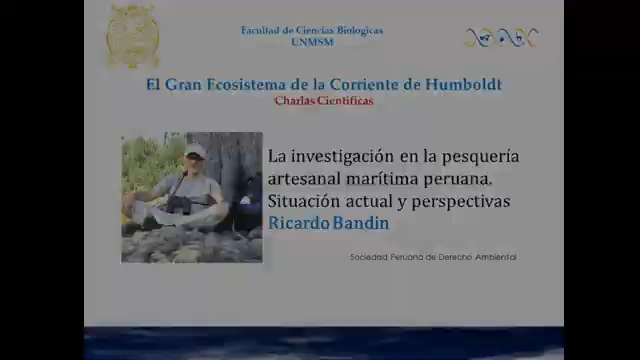 Facultad de Ciencias Biologicas
UNMSM
El Gran Ecosistema de la Corriente de Humboldt
Charlas Cientificas
La investigación en la pesquería
artesanal marítima peruana.
Situación actual y perspectivas
Ricardo Bandin
Sociedad Peruana de Derecho Ambiental